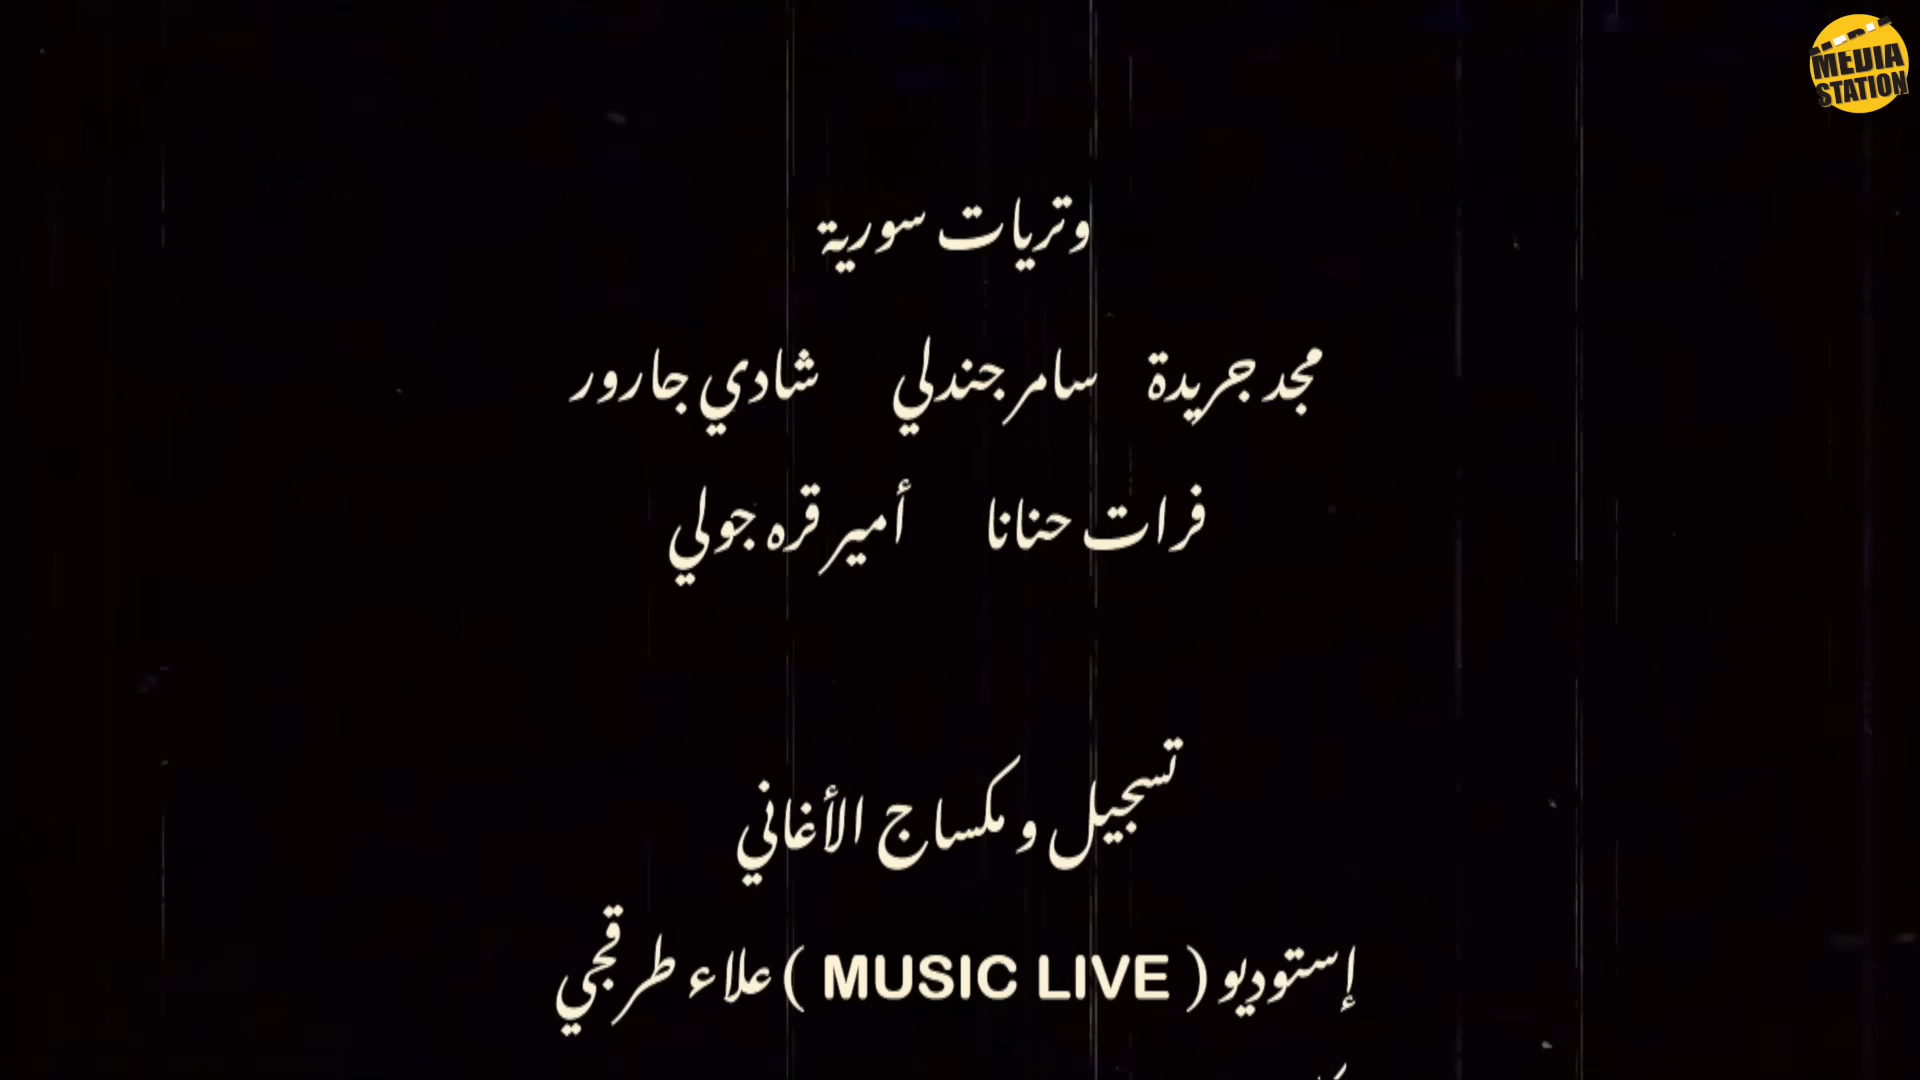 MEDIA
STATION
وتريات سورية
مجد جريدة سامر جندلي شادي جارور
فرات حنانا أمير قره جولي
تسجيل و مكساج الأغاني
إستوديو ( MUSIC LIVE ) علاء طرقجي